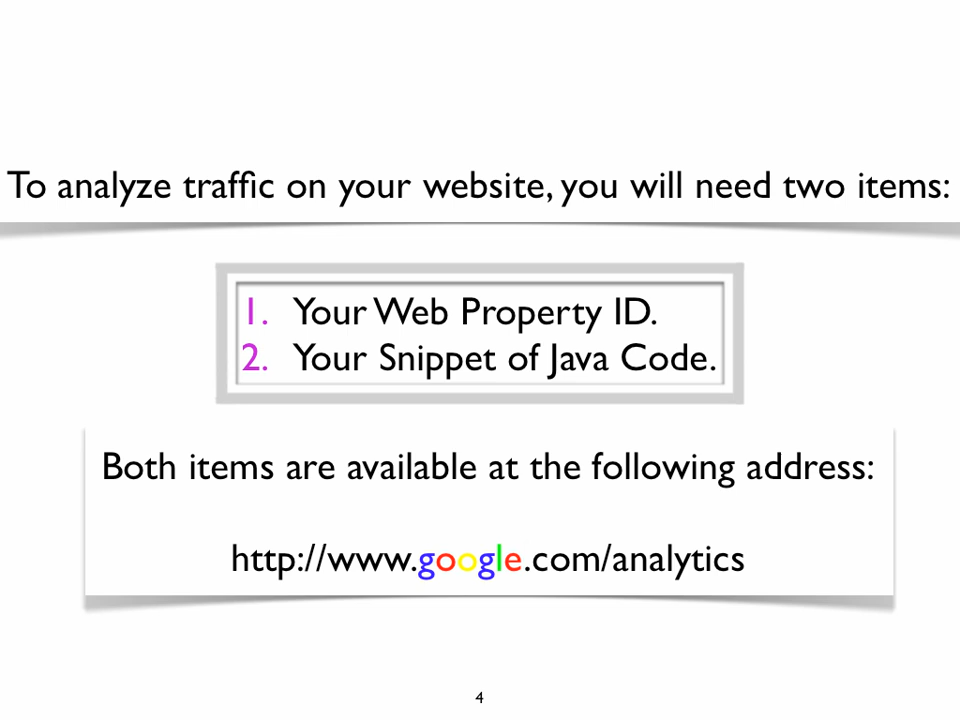 To analyze traffic on your website, you will need two items:
1. Your Web Property ID.
2. Your Snippet of Java Code.
Both items are available at the following address:
http://www.google.com/analytics
4